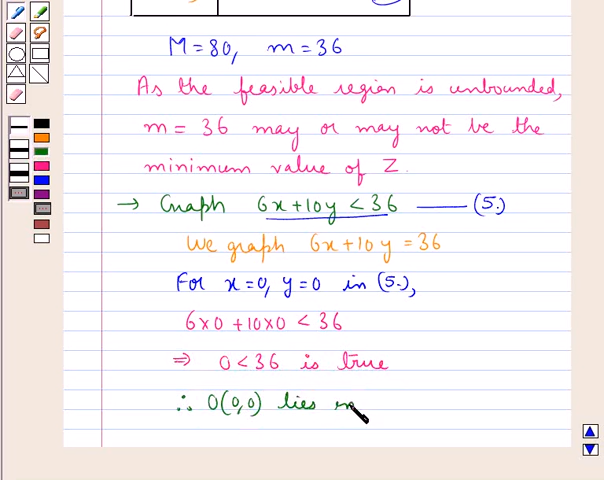 M = 80, m = 36
As the feasible region is unbounded,
m = 36 may or may not be the
minimum value of Z.
→ Graph 6x + 10y < 36 —— (5.)
We graph 6x + 10y = 36
For x = 0, y = 0 in (5.),
6 x 0 + 10 x 0 < 36
⇒ 0 < 36 is true
∴ O(0,0) lies in